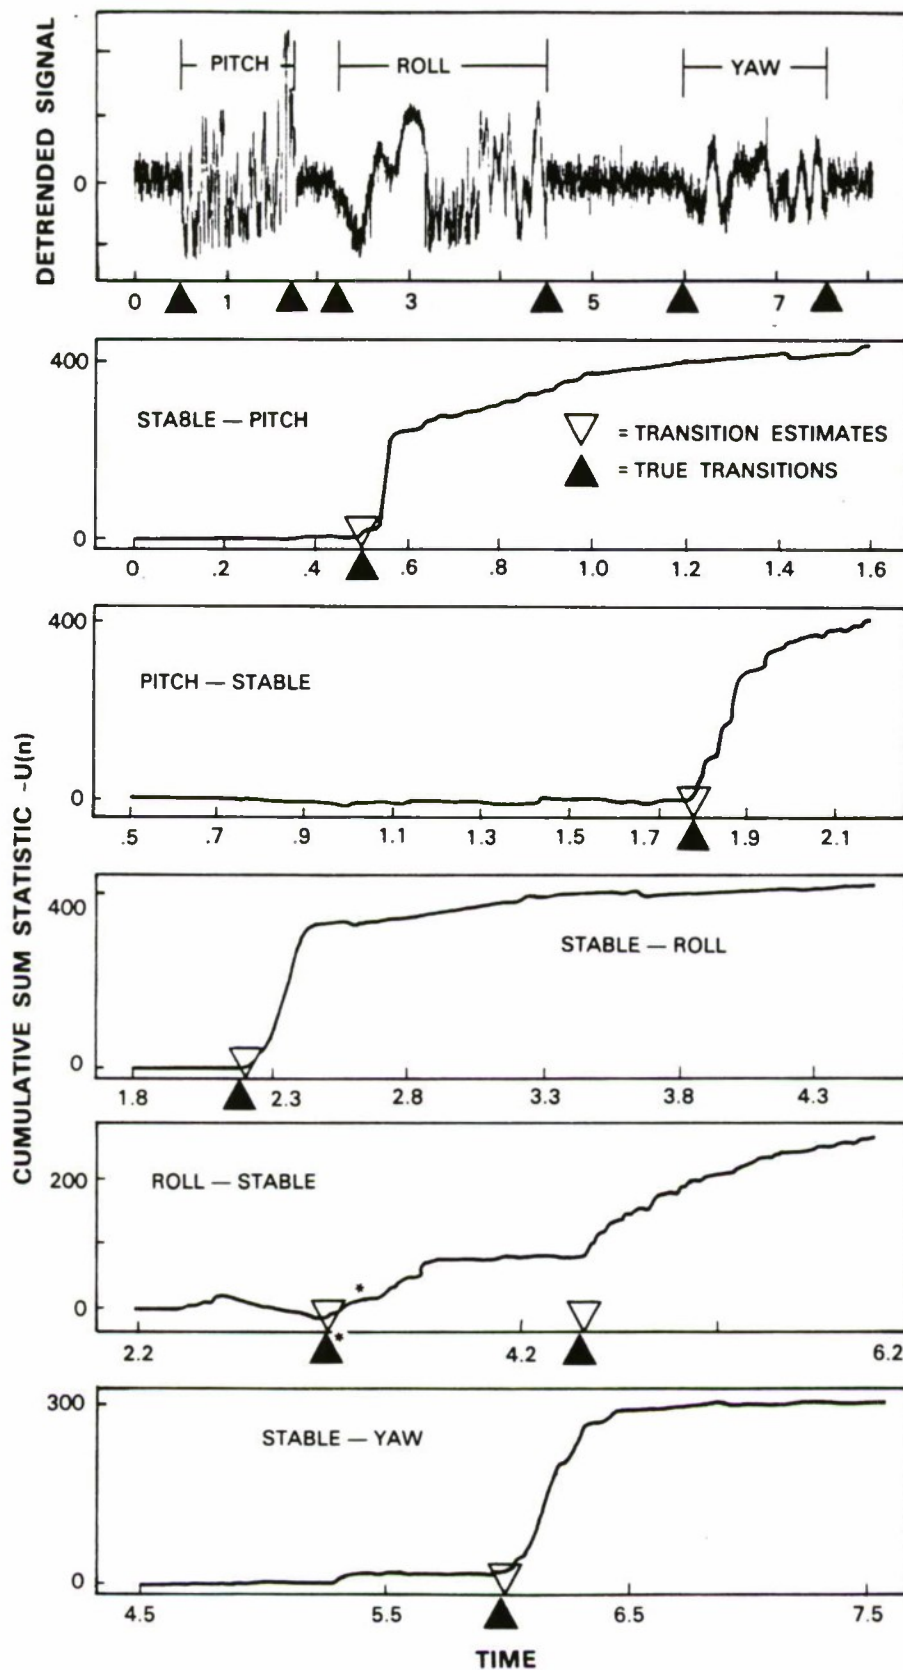 DETRENDED SIGNAL
PITCH
ROLL
YAW
0
0 1 3 5 7
CUMULATIVE SUM STATISTIC -U(n)
400
STA8LE — PITCH
= TRANSITION ESTIMATES
= TRUE TRANSITIONS
0
0 .2 .4 .6 .8 1.0 1.2 1.4 1.6
400
PITCH — STABLE
0
.5 .7 .9 1.1 1.3 1.5 1.7 1.9 2.1
400
STABLE — ROLL
0
1.8 2.3 2.8 3.3 3.8 4.3
200
ROLL — STABLE
*
0
*
2.2 4.2 6.2
300
STABLE — YAW
0
4.5 5.5 6.5 7.5
TIME